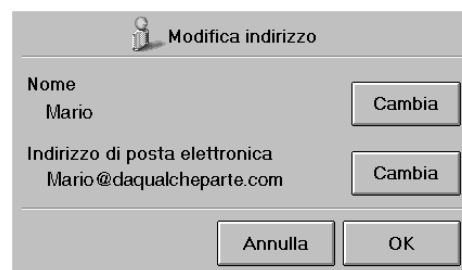 Modifica indirizzo
Nome
Mario
Cambia
Indirizzo di posta elettronica
Mario@daqualcheparte.com
Cambia
Annulla
OK